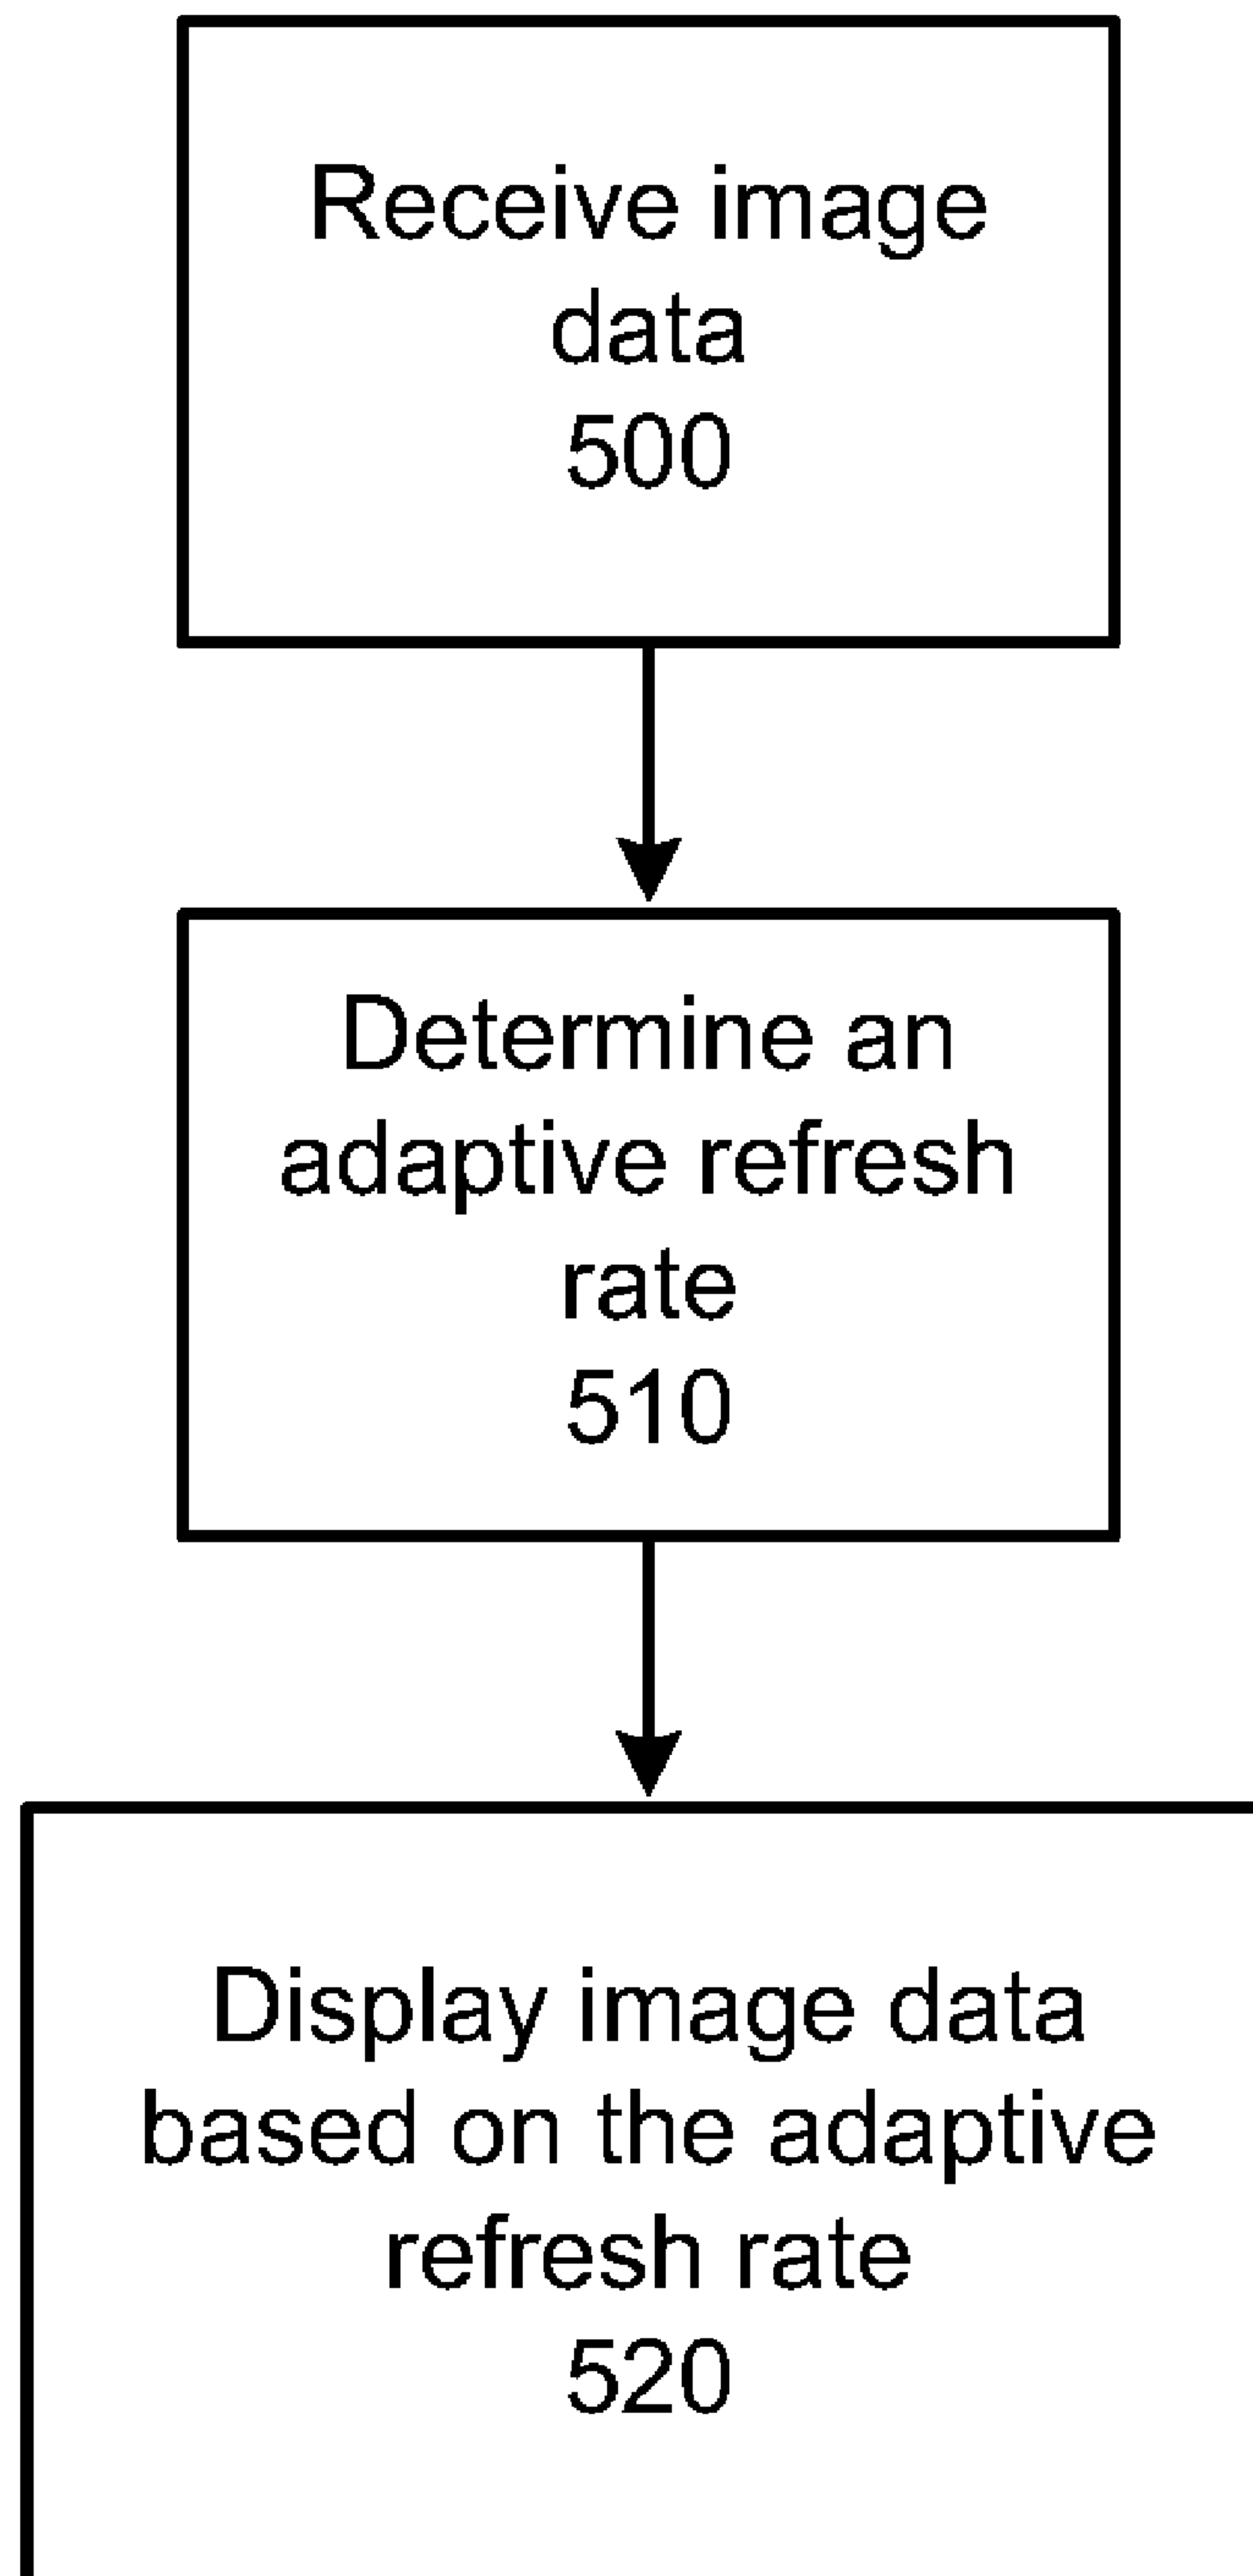 Receive image
data
500
Determine an
adaptive refresh
rate
510
Display image data
based on the adaptive
refresh rate
520